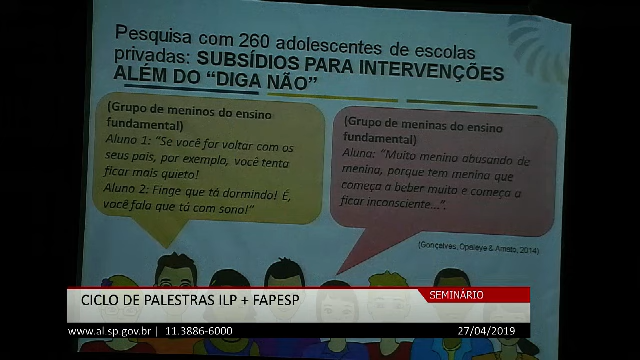 Pesquisa com 260 adolescentes de escolas
privadas: SUBSÍDIOS PARA INTERVENÇÕES
ALÉM DO “DIGA NÃO”
(Grupo de meninos do ensino
fundamental)
Aluno 1: “Se você for voltar com os
seus pais, por exemplo, você tenta
ficar mais quieto!
Aluno 2: Finge que tá dormindo! É,
você fala que tá com sono!”
(Grupo de meninas do ensino
fundamental)
Aluna: “Muito menino abusando de
menina, porque tem menina que
começa a beber muito e começa a
ficar inconsciente...”.
(Gonçalves, Opaleye & Amato, 2014)
CICLO DE PALESTRAS ILP + FAPESP
SEMINÁRIO
www.al.sp.gov.br | 11.3886-6000
27/04/2019